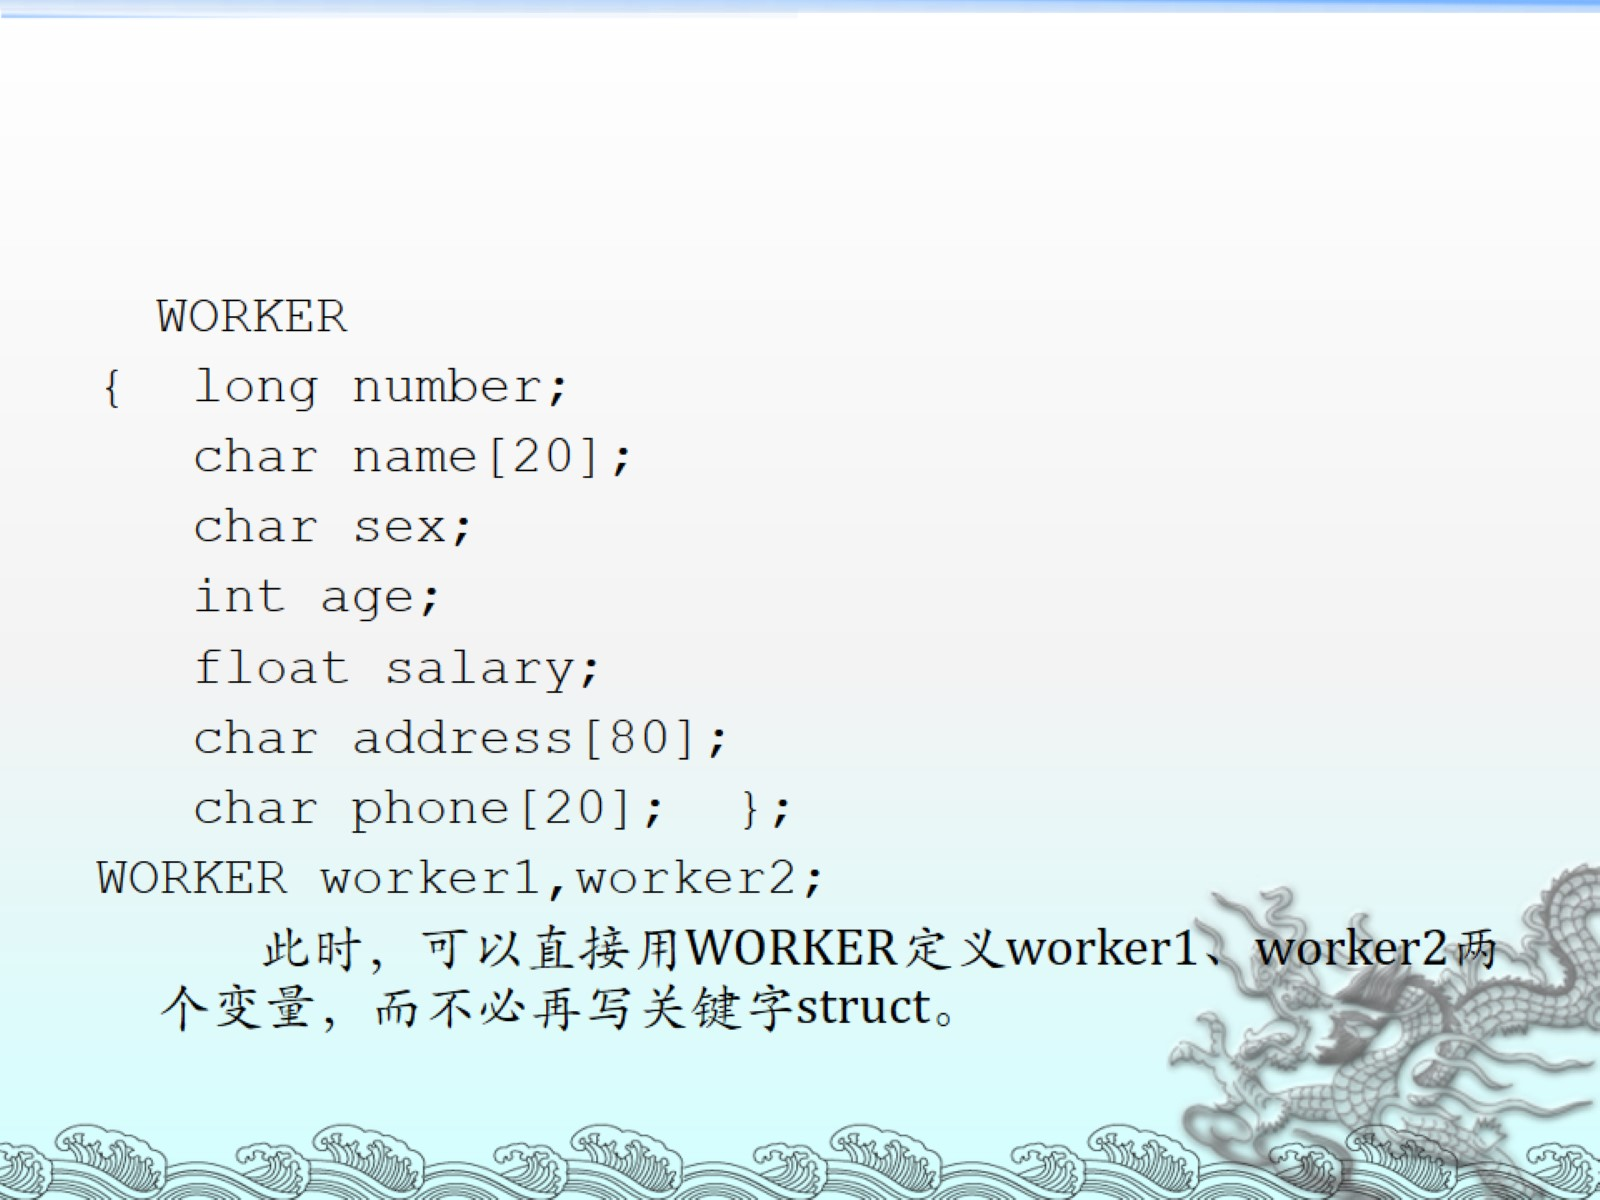 WORKER
{ long number;
char name[20];
char sex;
int age;
float salary;
char address[80];
char phone[20]; };
WORKER worker1,worker2;
此时，可以直接用WORKER定义worker1、worker2两
个变量，而不必再写关键字struct。